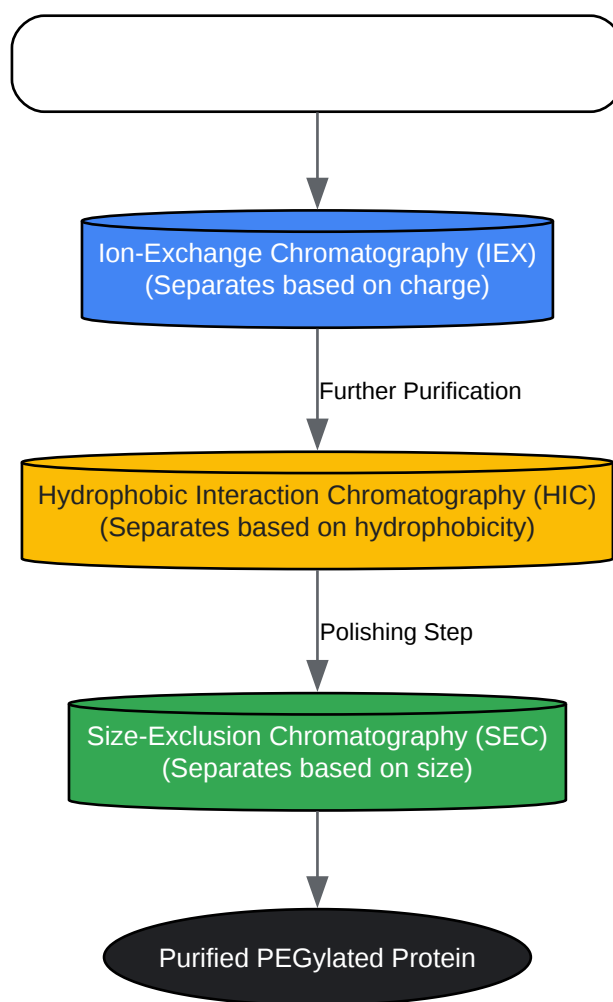 Ion-Exchange Chromatography (IEX)
(Separates based on charge)
Further Purification
Hydrophobic Interaction Chromatography (HIC)
(Separates based on hydrophobicity)
Polishing Step
Size-Exclusion Chromatography (SEC)
(Separates based on size)
Purified PEGylated Protein